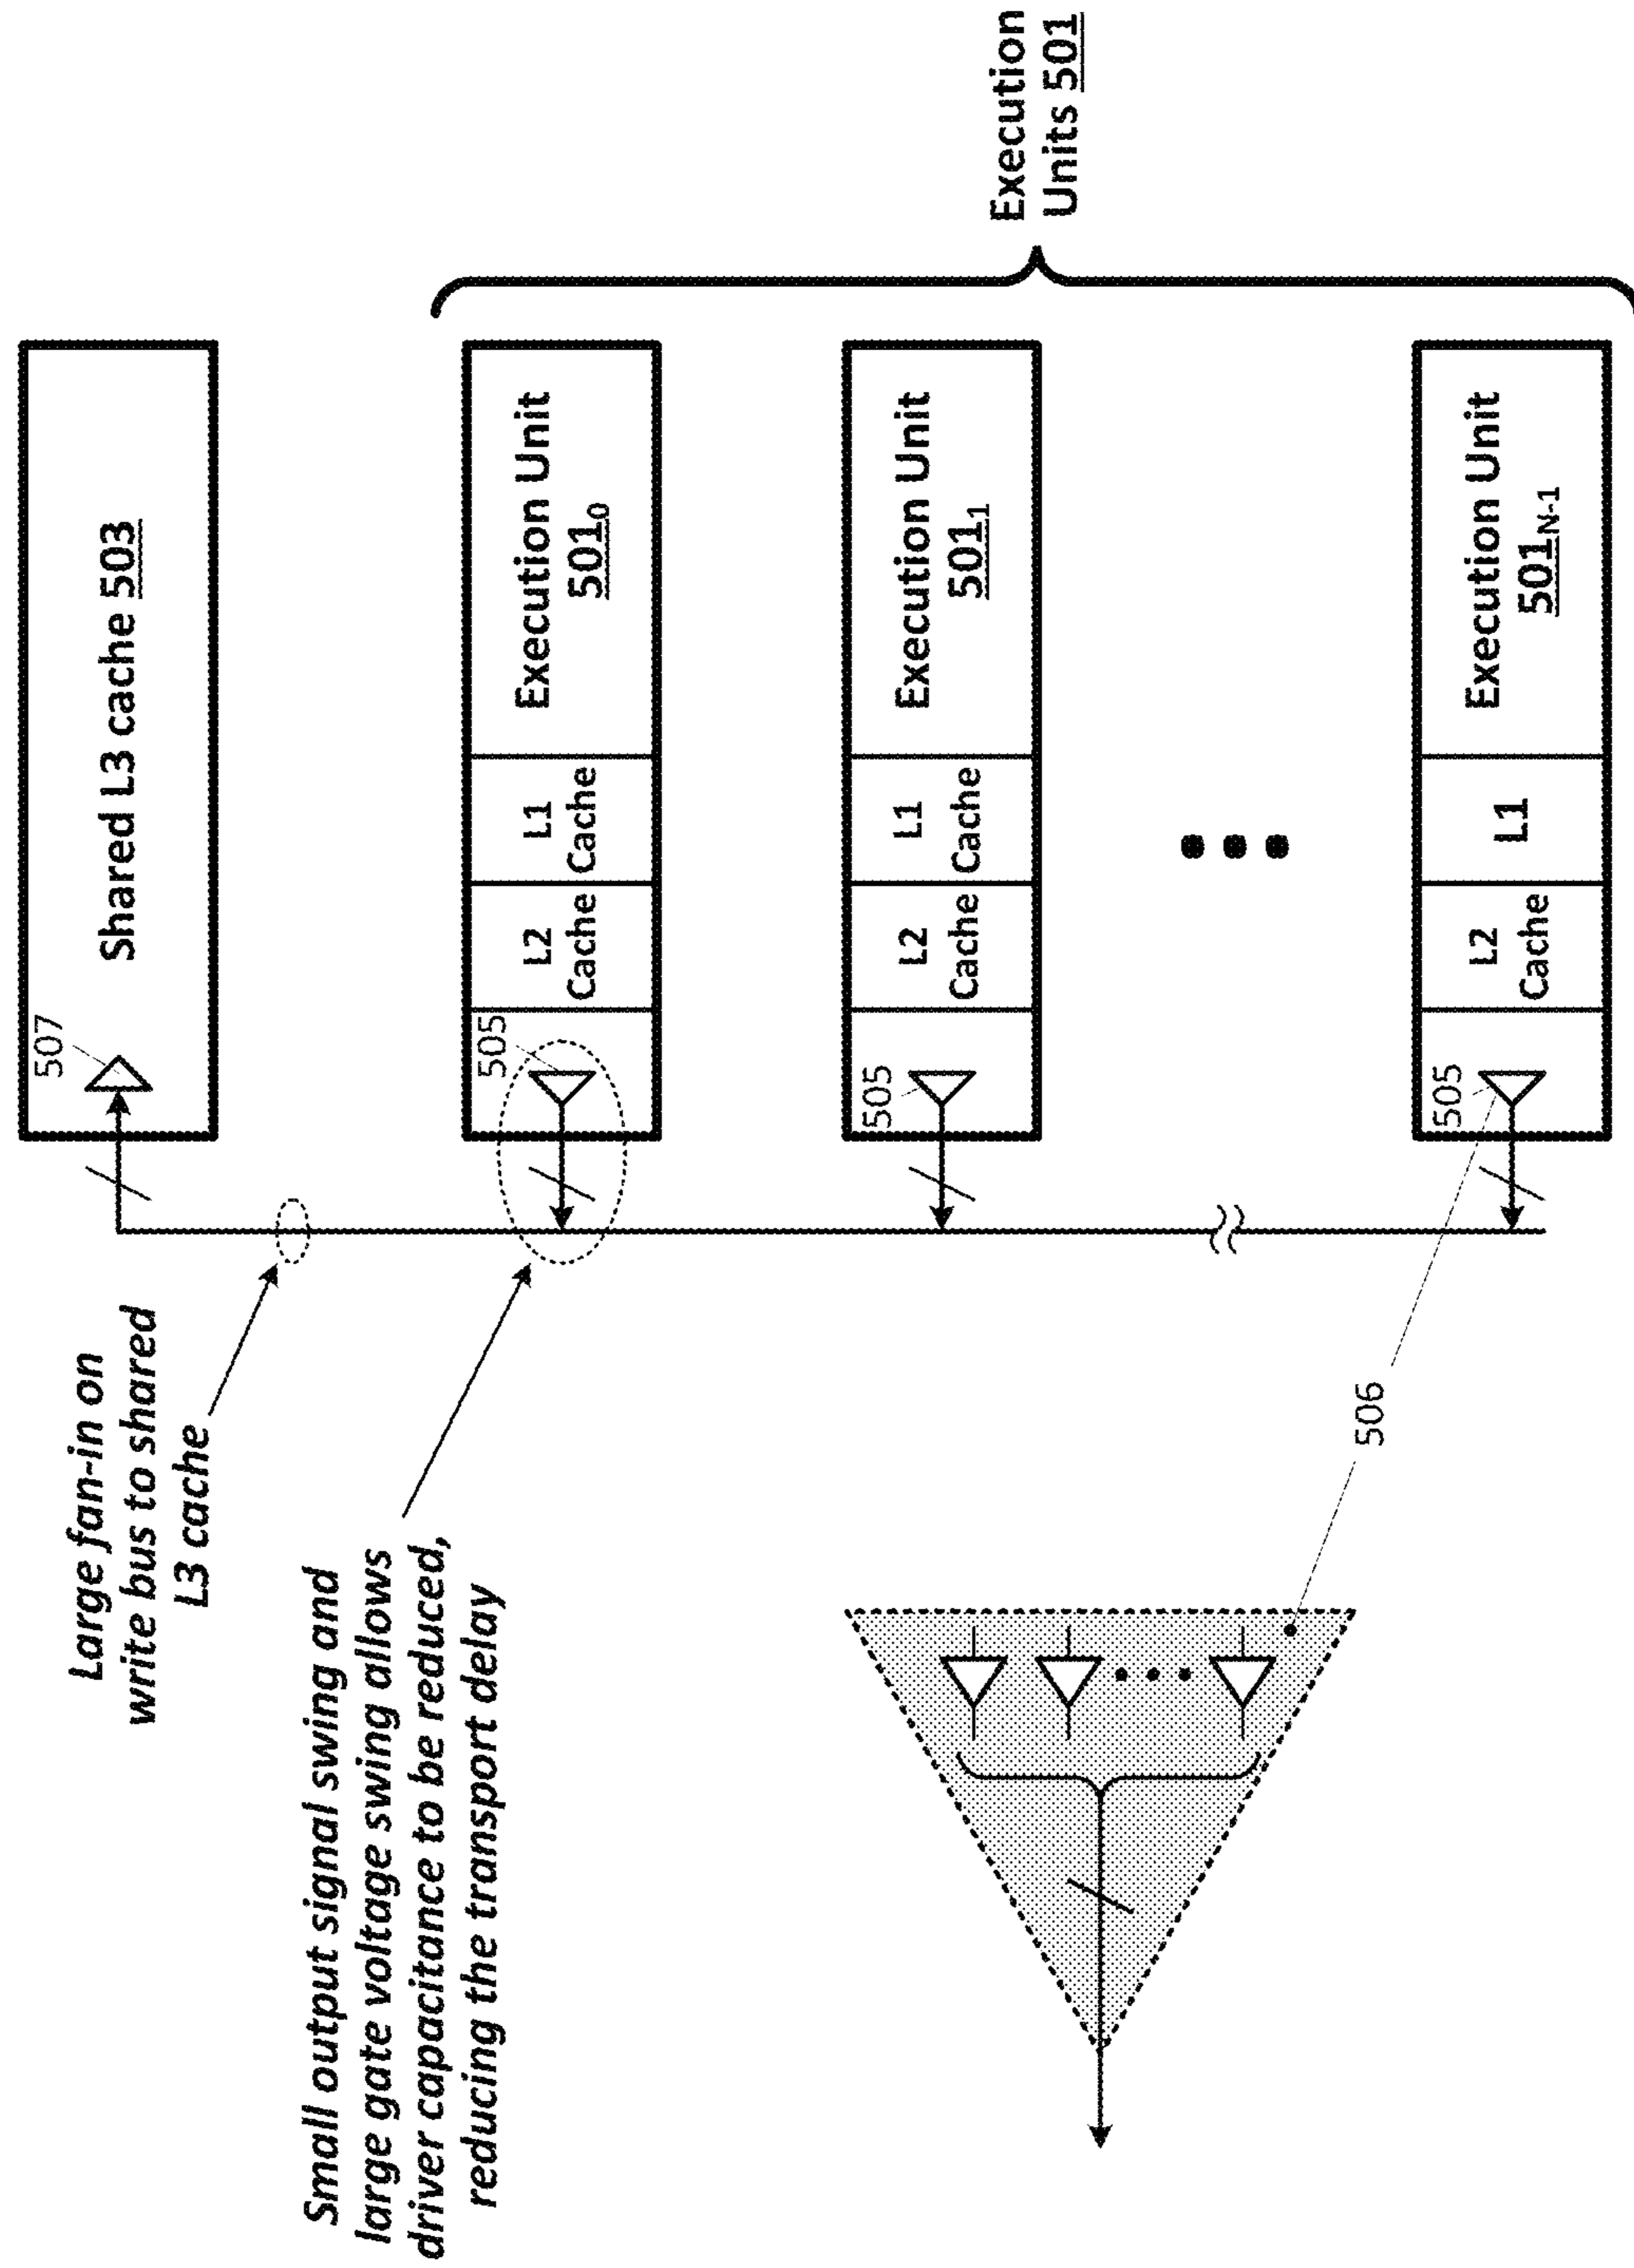 Large fan-in on
write bus to shared
L3 cache
Small output signal swing and
large gate voltage swing allows
driver capacitance to be reduced,
reducing the transport delay
507
Shared L3 cache 503
505
L2
Cache
L1
Cache
Execution Unit
501₀
505
L2
Cache
L1
Cache
Execution Unit
501₁
505
L2
Cache
L1
Execution Unit
501N-1
Execution
Units 501
506